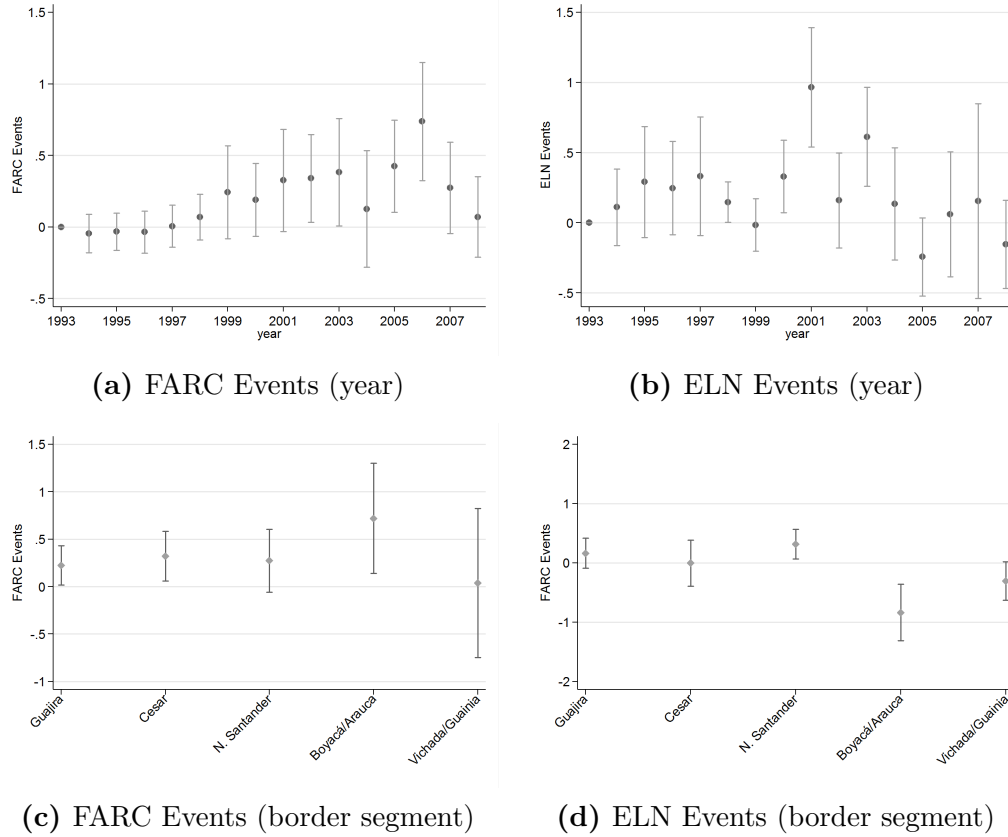 1.5
1
.5
0
-.5
FARC Events
1993 1995 1997 1999 2001 2003 2005 2007
year
(a) FARC Events (year)
1.5
1
.5
0
-.5
ELN Events
1993 1995 1997 1999 2001 2003 2005 2007
year
(b) ELN Events (year)
1.5
1
.5
0
-.5
-1
FARC Events
Guajira
Cesar
N. Santander
Boyacá/Arauca
Vichada/Guainia
(c) FARC Events (border segment)
2
1
0
-1
-2
FARC Events
Guajira
Cesar
N. Santander
Boyacá/Arauca
Vichada/Guainia
(d) ELN Events (border segment)